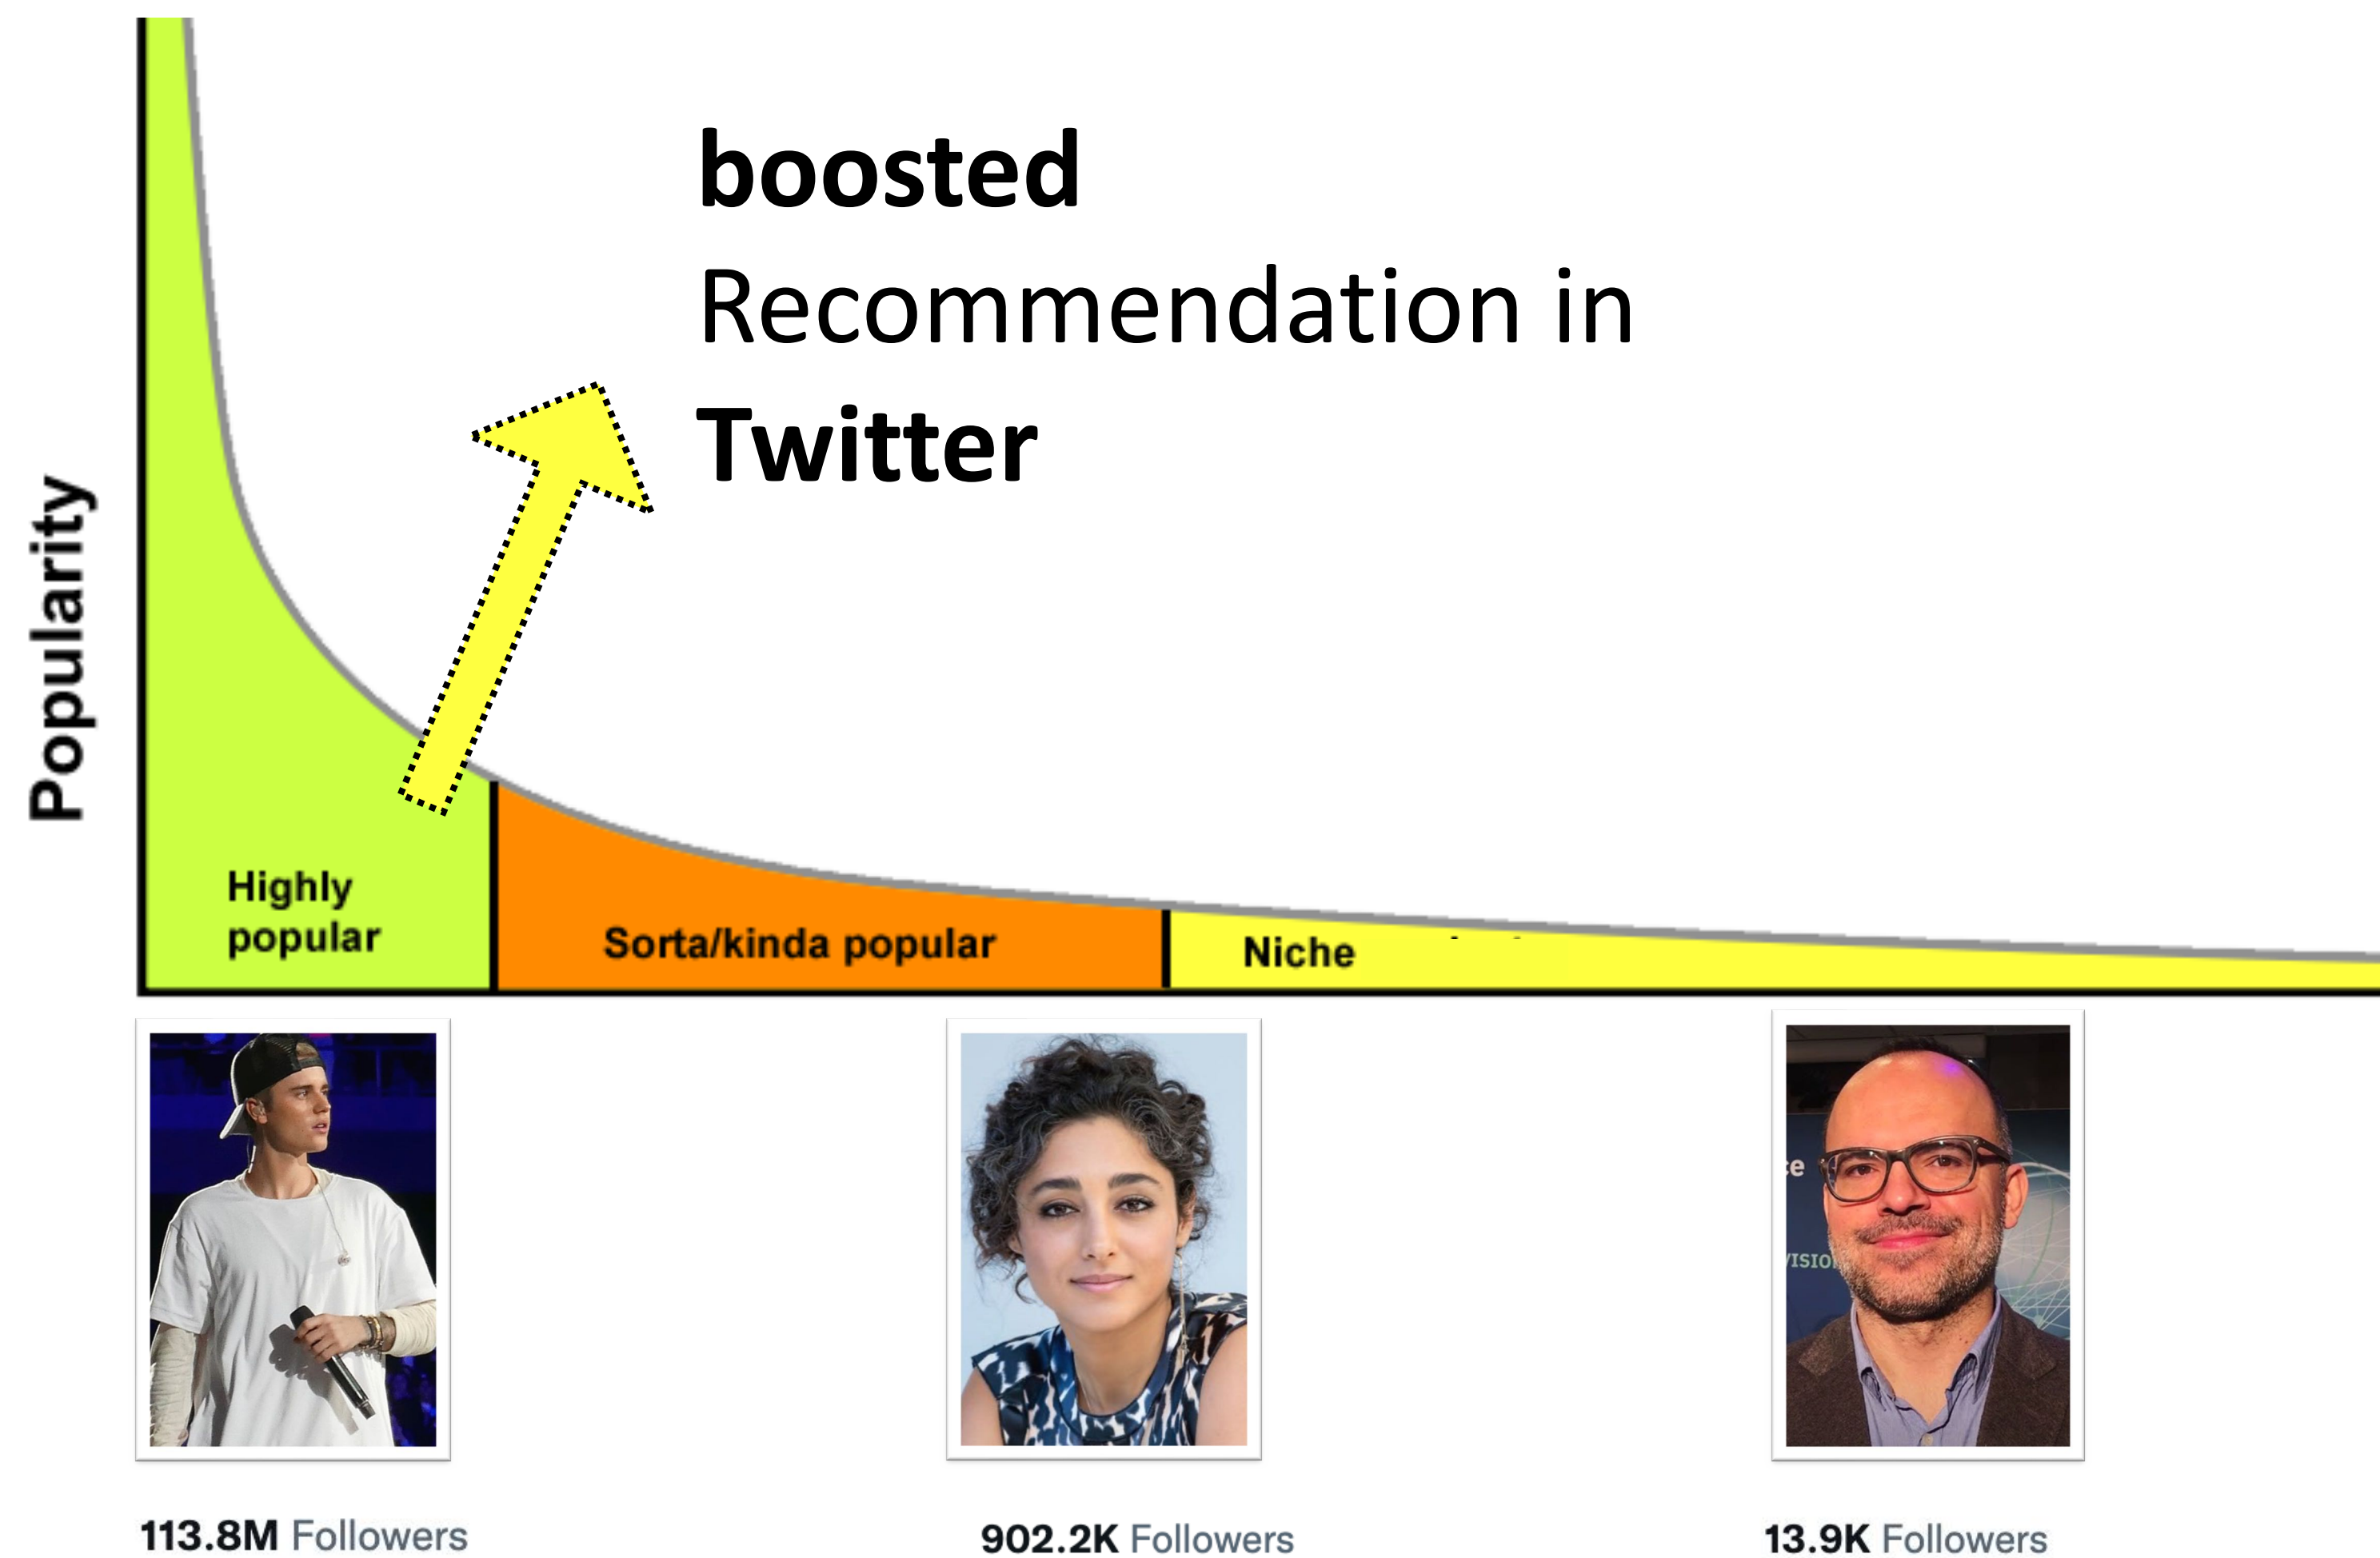 boosted
Recommendation in
Twitter
Popularity
Highly
popular
Sorta/kinda popular
Niche
113.8M Followers
902.2K Followers
13.9K Followers